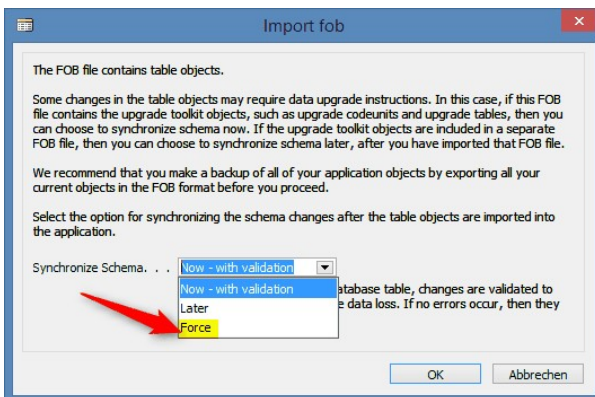 Import fob
The FOB file contains table objects.
Some changes in the table objects may require data upgrade instructions. In this case, if this FOB
file contains the upgrade toolkit objects, such as upgrade codeunits and upgrade tables, then you
can choose to synchronize schema now. If the upgrade toolkit objects are included in a separate
FOB file, then you can choose to synchronize schema later, after you have imported that FOB file.
We recommend that you make a backup of all of your application objects by exporting all your
current objects in the FOB format before you proceed.
Select the option for synchronizing the schema changes after the table objects are imported into
the application.
Synchronize Schema. . . Now - with validation
Now - with validation
Later
Force
database table, changes are validated to
data loss. If no errors occur, then they
OK Abbrechen